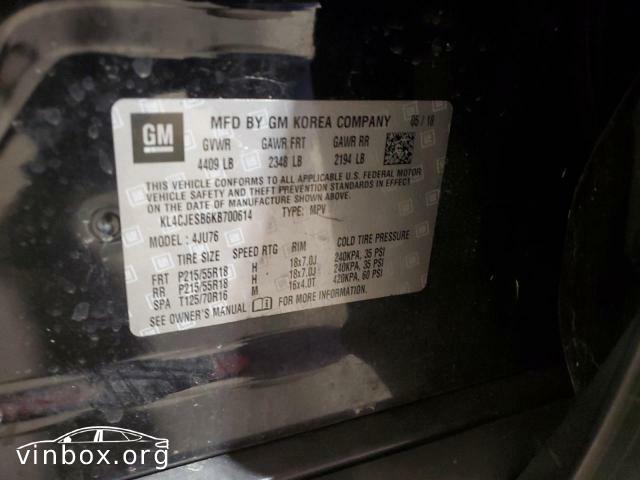 GM
MFD BY GM KOREA COMPANY 05 / 18
GVWR GAWR FRT GAWR RR
4409 LB 2348 LB 2194 LB
THIS VEHICLE CONFORMS TO ALL APPLICABLE U.S. FEDERAL MOTOR
VEHICLE SAFETY AND THEFT PREVENTION STANDARDS IN EFFECT
ON THE DATE OF MANUFACTURE SHOWN ABOVE.
KL4CJESB6KB700614 TYPE: MPV
MODEL: 4JU76
TIRE SIZE SPEED RTG RIM COLD TIRE PRESSURE
FRT P215/55R18 H 18x7.0J 240KPA, 35 PSI
RR P215/55R18 H 18x7.0J 240KPA, 35 PSI
SPA T125/70R16 M 16x4.0T 420KPA, 60 PSI
SEE OWNER'S MANUAL FOR MORE INFORMATION.
vinbox.org